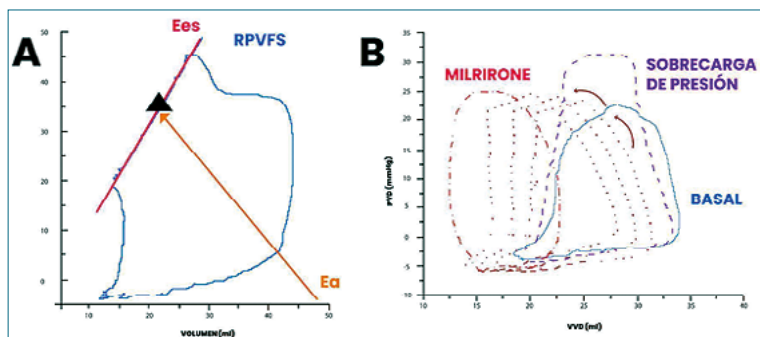 A
Ees
RPVFS
50
40
30
20
10
0
Ea
10
20
30
40
50
VOLUMEN (ml)
B
MILRIRONE
SOBRECARGA
DE PRESIÓN
BASAL
35
30
25
20
15
10
5
0
-5
10
PVD (mmHg)
10
15
20
25
30
35
40
VVD (ml)